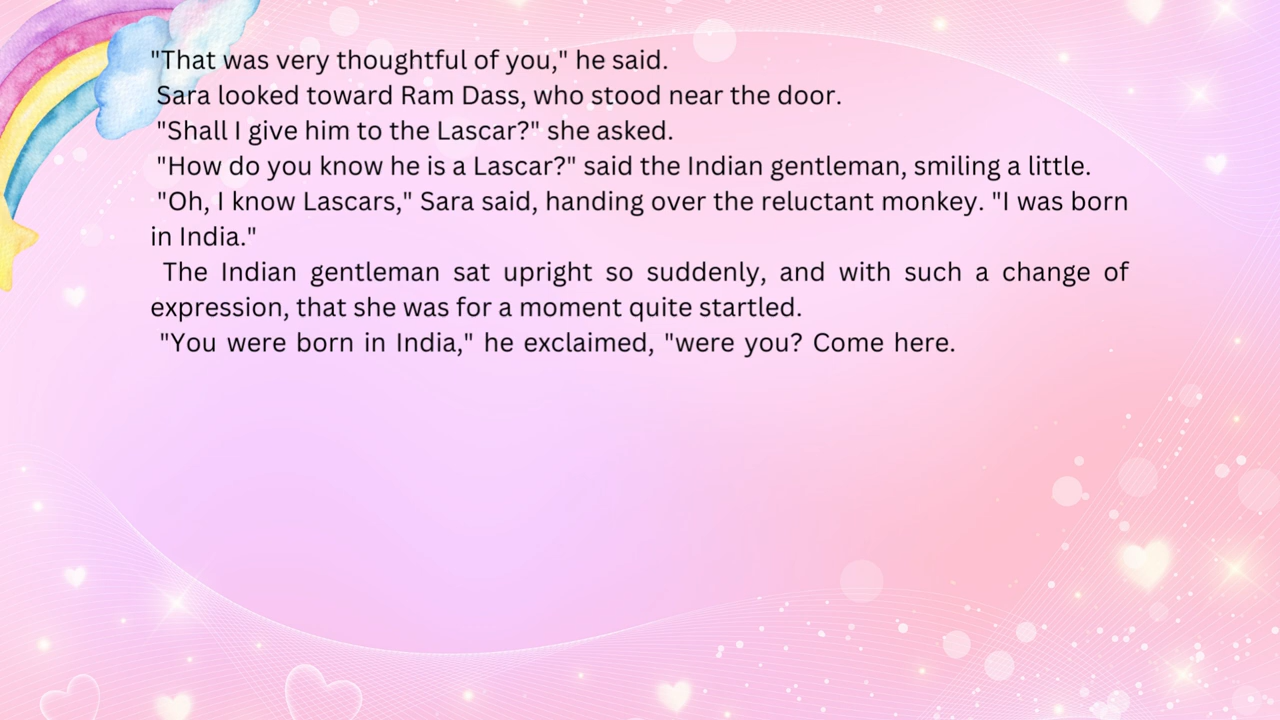 "That was very thoughtful of you," he said.
Sara looked toward Ram Dass, who stood near the door.
"Shall I give him to the Lascar?" she asked.
"How do you know he is a Lascar?" said the Indian gentleman, smiling a little.
"Oh, I know Lascars," Sara said, handing over the reluctant monkey. "I was born
in India."
The Indian gentleman sat upright so suddenly, and with such a change of
expression, that she was for a moment quite startled.
"You were born in India," he exclaimed, "were you? Come here.